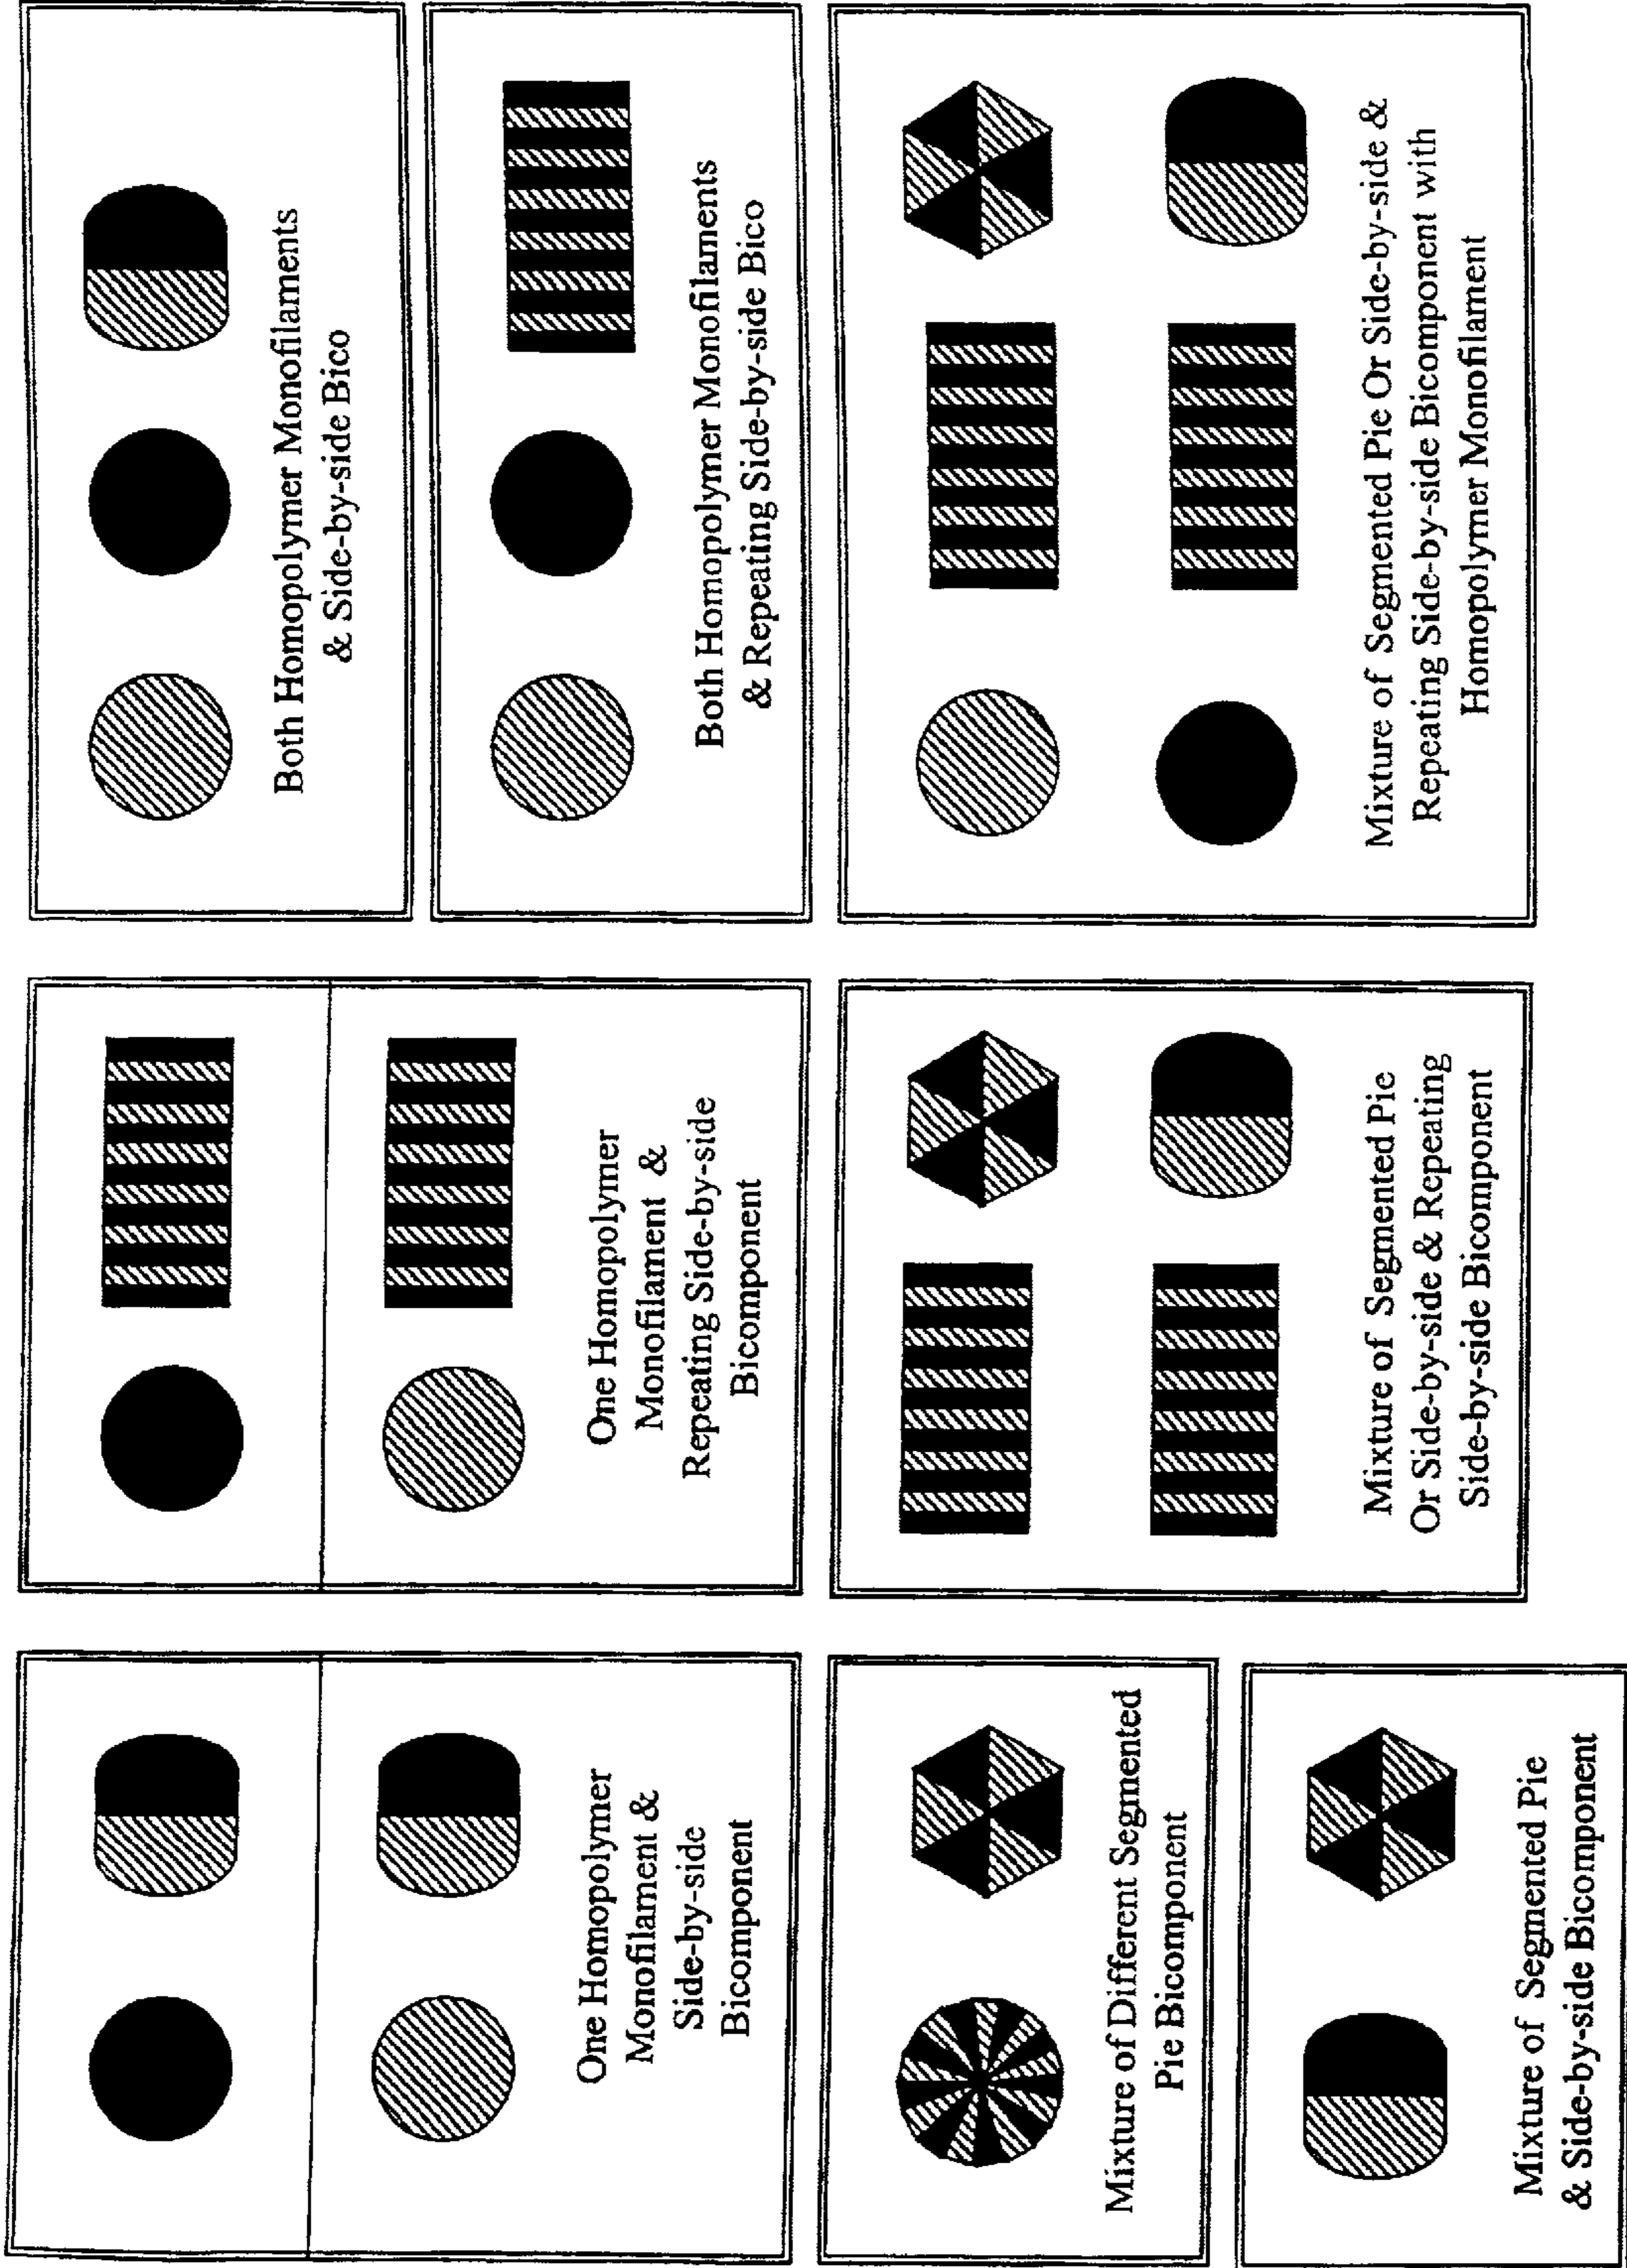 One Homopolymer
Monofilament &
Side-by-side
Bicomponent
One Homopolymer
Monofilament &
Repeating Side-by-side
Bicomponent
Both Homopolymer Monofilaments
& Side-by-side Bico
Both Homopolymer Monofilaments
& Repeating Side-by-side Bico
Mixture of Different Segmented
Pie Bicomponent
Mixture of Segmented Pie
& Side-by-side Bicomponent
Mixture of Segmented Pie
Or Side-by-side & Repeating
Side-by-side Bicomponent
Mixture of Segmented Pie Or Side-by-side &
Repeating Side-by-side Bicomponent with
Homopolymer Monofilament